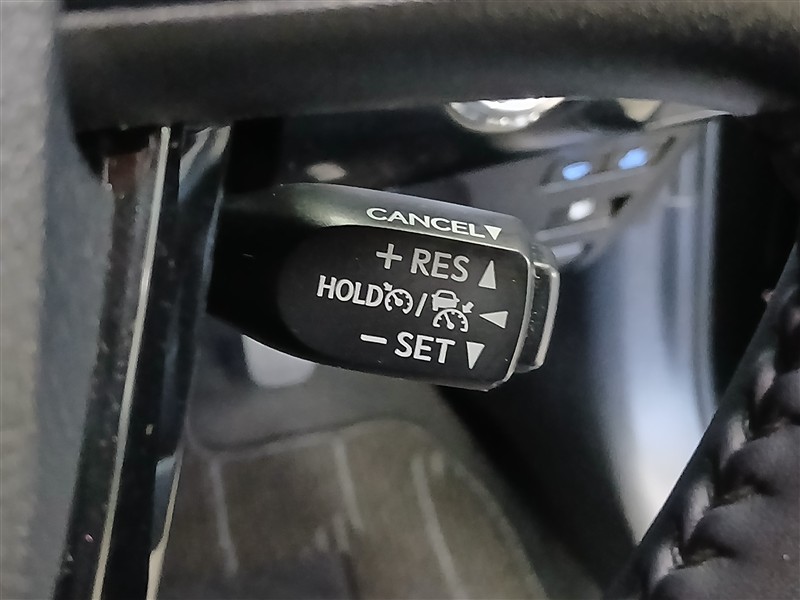 CANCEL▼
+ RES ▲
HOLD / ◀
− SET ▼